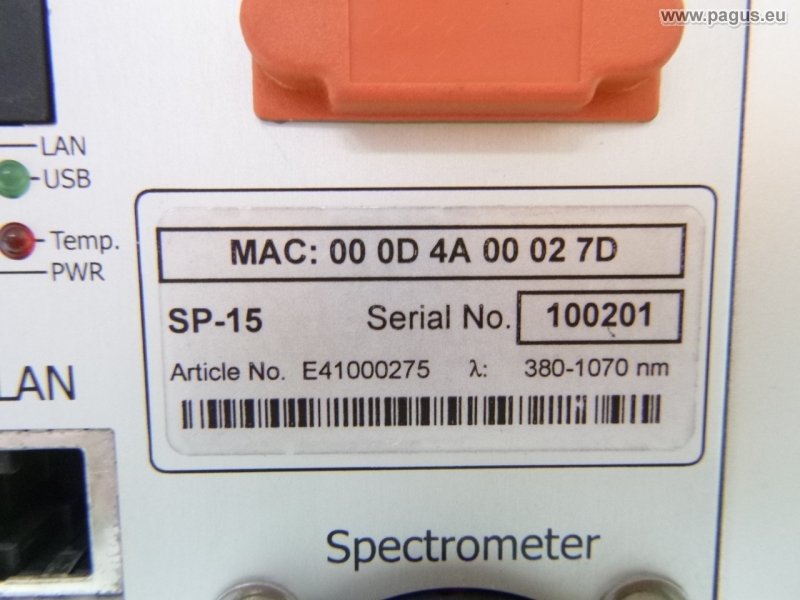 www.pagus.eu
LAN
USB
Temp.
PWR
LAN
MAC: 00 0D 4A 00 02 7D
SP-15 Serial No. 100201
Article No. E41000275 λ: 380-1070 nm
Spectrometer